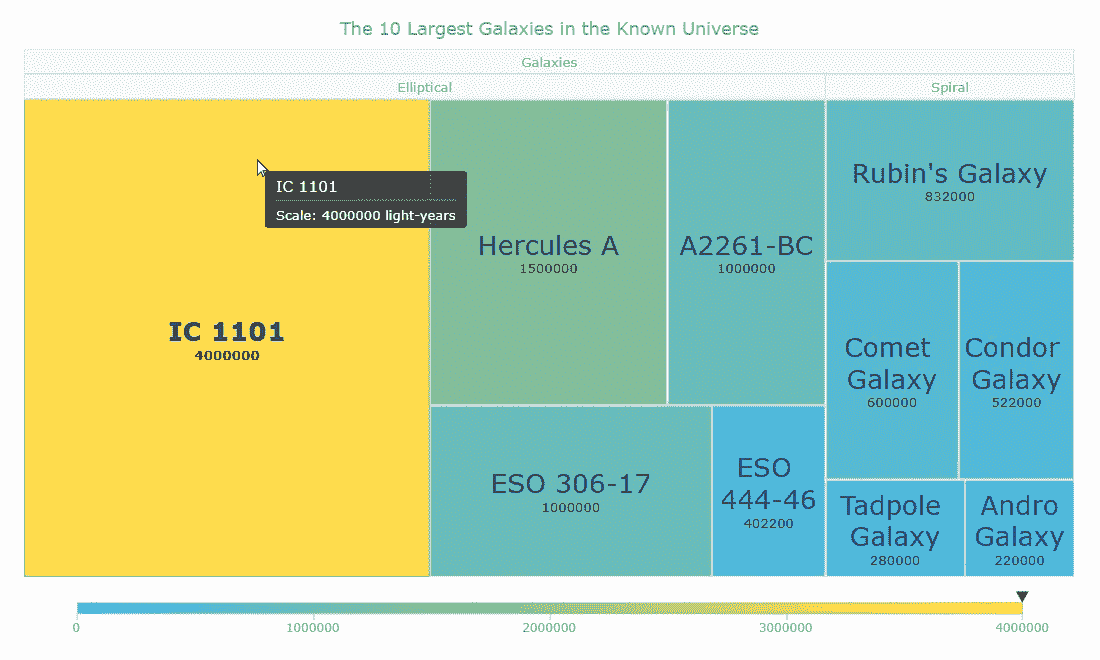 The 10 Largest Galaxies in the Known Universe
Galaxies
Elliptical
Spiral
IC 1101
4000000
IC 1101
Scale: 4000000 light-years
Hercules A
1500000
A2261-BC
1000000
ESO 306-17
1000000
ESO
444-46
402200
Rubin's Galaxy
832000
Comet
Galaxy
600000
Condor
Galaxy
522000
Tadpole
Galaxy
280000
Andro
Galaxy
220000
0
1000000
2000000
3000000
4000000